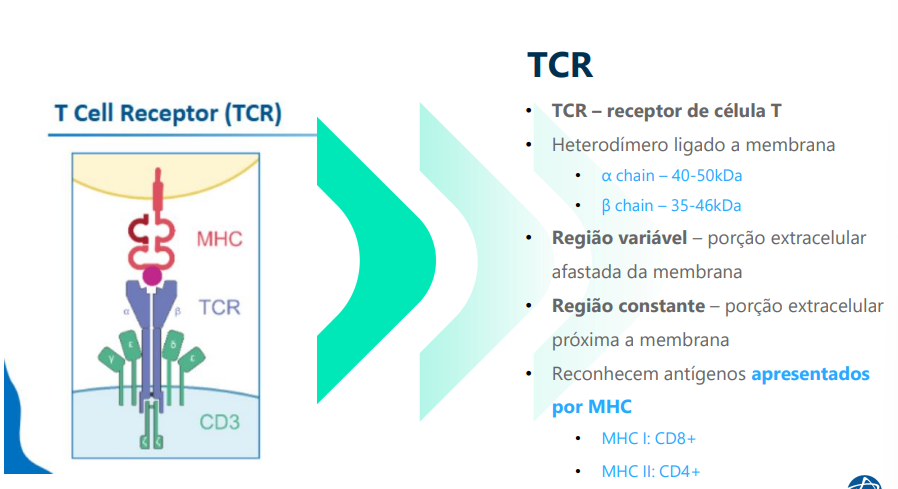 T Cell Receptor (TCR)
MHC
TCR
α
β
γ
ε
δ
ε
CD3
TCR
• TCR – receptor de célula T
• Heterodímero ligado a membrana
• α chain – 40-50kDa
• β chain – 35-46kDa
• Região variável – porção extracelular
afastada da membrana
• Região constante – porção extracelular
próxima a membrana
• Reconhecem antígenos apresentados
por MHC
• MHC I: CD8+
• MHC II: CD4+